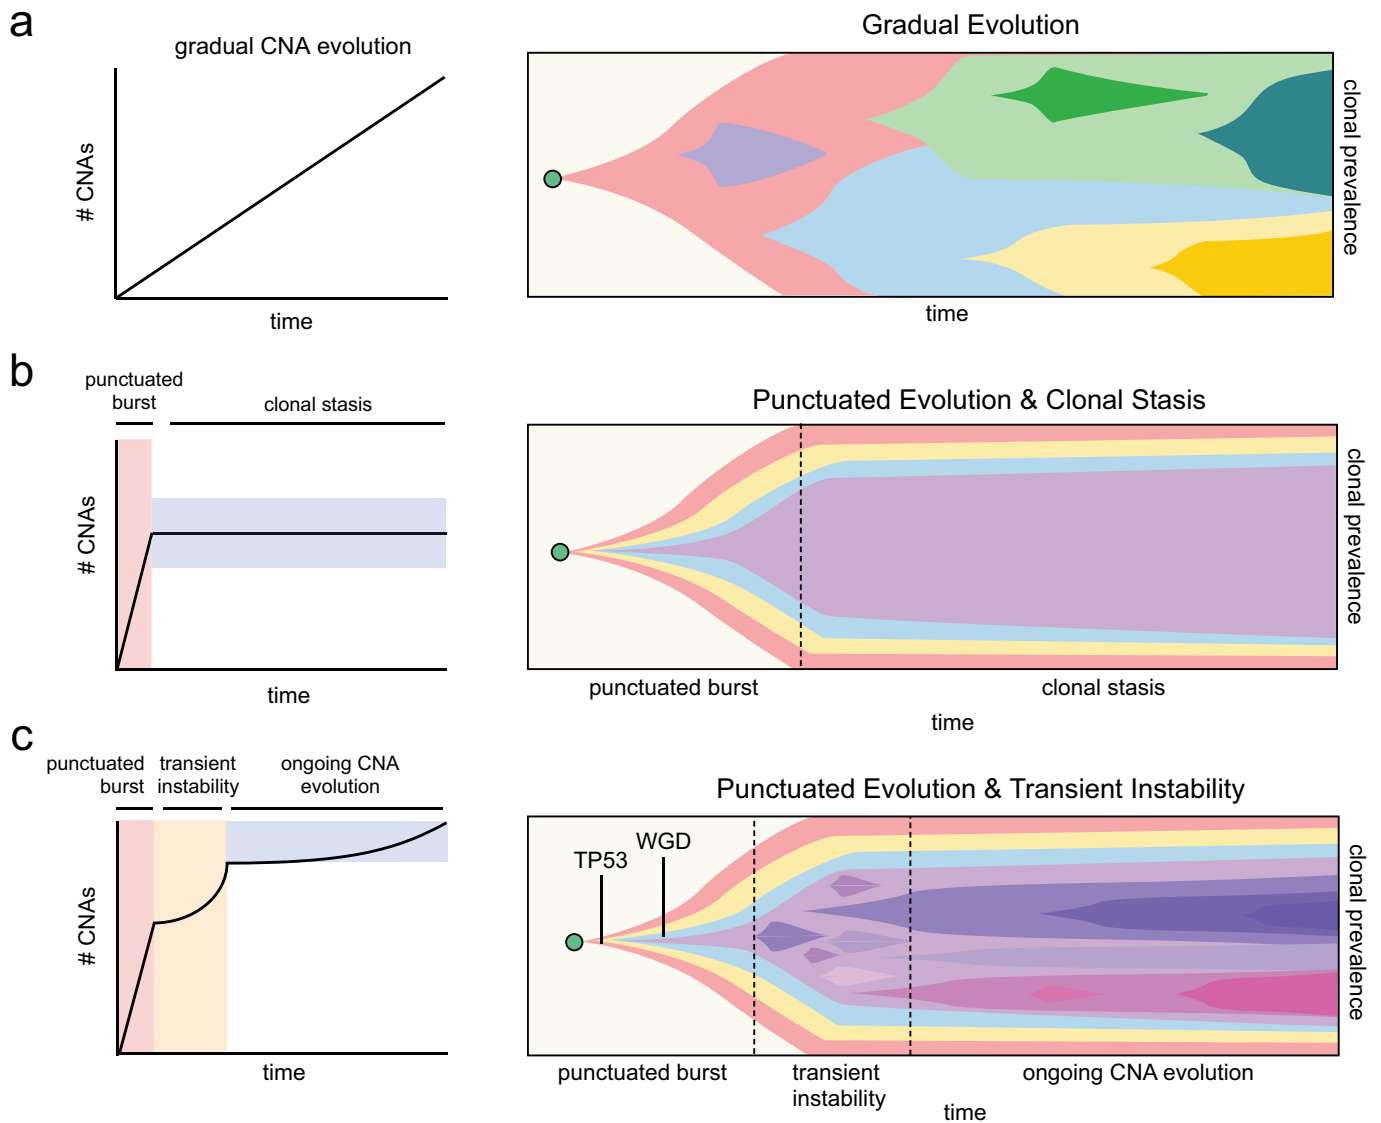 a
gradual CNA evolution
# CNAs
time
Gradual Evolution
clonal prevalence
time
b
punctuated
burst
clonal stasis
# CNAs
time
Punctuated Evolution & Clonal Stasis
clonal prevalence
punctuated burst
clonal stasis
time
c
punctuated
burst
transient
instability
ongoing CNA
evolution
# CNAs
time
Punctuated Evolution & Transient Instability
TP53
WGD
clonal prevalence
punctuated burst
transient
instability
ongoing CNA evolution
time